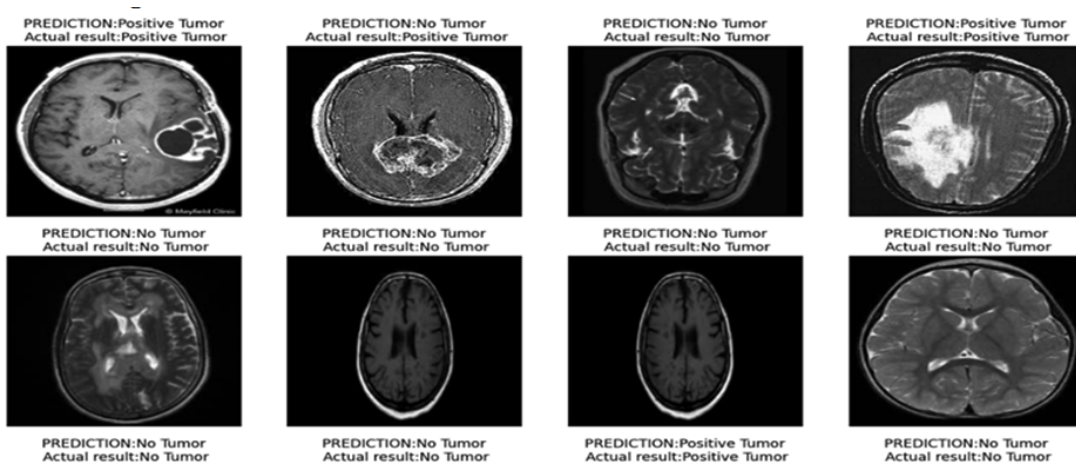 PREDICTION:Positive Tumor
Actual result:Positive Tumor
PREDICTION:No Tumor
Actual result:Positive Tumor
PREDICTION:No Tumor
Actual result:No Tumor
PREDICTION:Positive Tumor
Actual result:Positive Tumor
© Mayfield Clinic
PREDICTION:No Tumor
Actual result:No Tumor
PREDICTION:No Tumor
Actual result:No Tumor
PREDICTION:No Tumor
Actual result:No Tumor
PREDICTION:No Tumor
Actual result:No Tumor
PREDICTION:No Tumor
Actual result:No Tumor
PREDICTION:No Tumor
Actual result:No Tumor
PREDICTION:Positive Tumor
Actual result:Positive Tumor
PREDICTION:No Tumor
Actual result:No Tumor